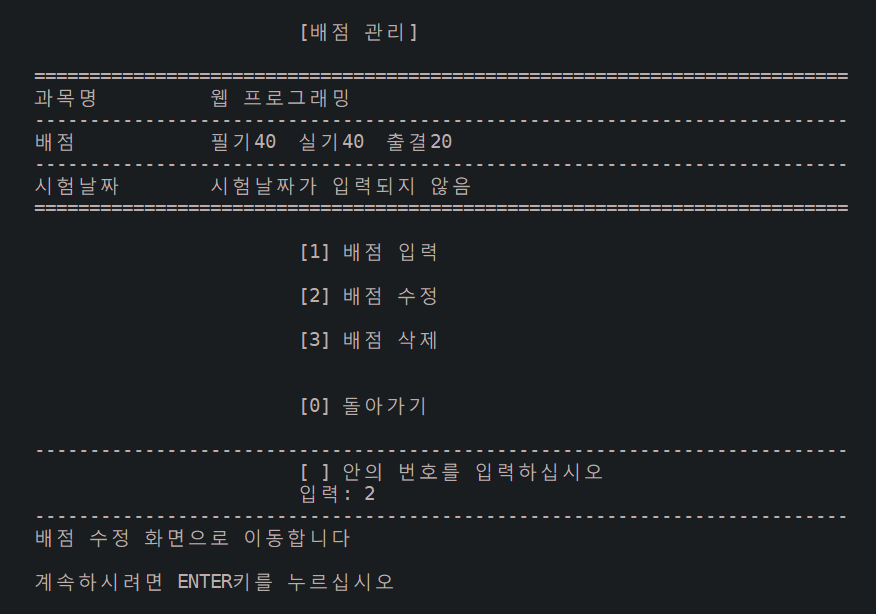 [배점 관리]
==========================================================================
과목명 웹 프로그래밍
--------------------------------------------------------------------------
배점 필기40 실기40 출결20
--------------------------------------------------------------------------
시험날짜 시험날짜가 입력되지 않음
==========================================================================
[1] 배점 입력
[2] 배점 수정
[3] 배점 삭제
[0] 돌아가기
--------------------------------------------------------------------------
[ ] 안의 번호를 입력하십시오
입력: 2
--------------------------------------------------------------------------
배점 수정 화면으로 이동합니다
계속하시려면 ENTER키를 누르십시오